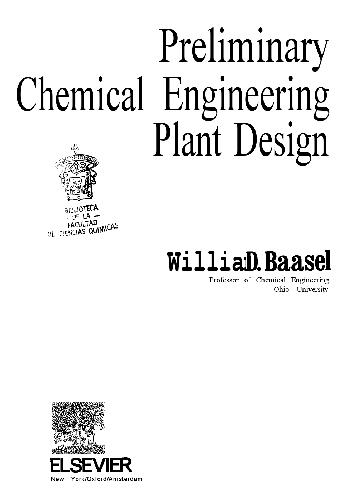 Preliminary
Chemical Engineering
Plant Design
BIBLIOTECA
DE LA
FACULTAD
DE CIENCIAS QUIMICAS
WilliaD. Baasel
Professor of Chemical Engineering
Ohio University
ELSEVIER
New York/Oxford/Amsterdam